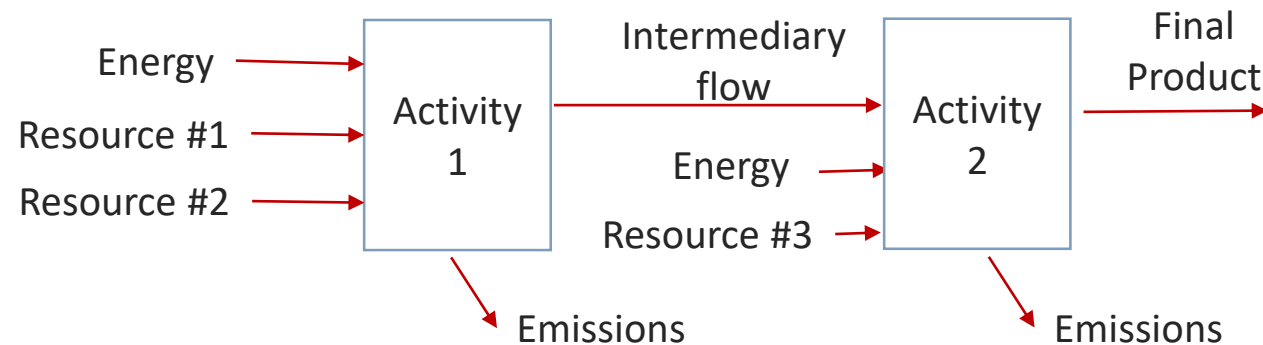 Energy
Resource #1
Resource #2
Activity
1
Emissions
Intermediary
flow
Energy
Resource #3
Activity
2
Emissions
Final
Product